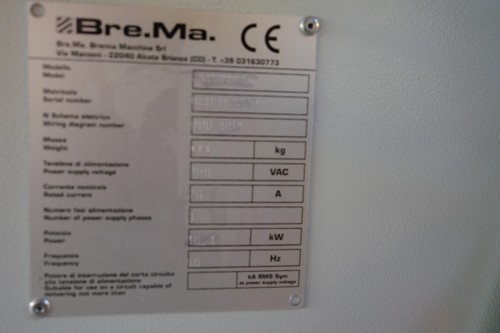 Bre.Ma. CE
Bre.Ma. Brenna Macchine Srl
Via Manzoni - 22040 Alzate Brianza (CO) - T. +39 031630773
Modello
Model
Matricola
Serial number
N Schema elettrico
Wiring diagram number
Massa
Weight kg
Tensione di alimentazione
Power supply voltage VAC
Corrente nominale
Rated current A
Numero fasi alimentazione
Number of power supply phases
Potenza
Power kW
Frequenza
Frequency Hz
Potere di interruzione del corto circuito
alla tensione di alimentazione kA RMS Sym
Suitable for use on a circuit capable of at power supply voltage
delivering not more than